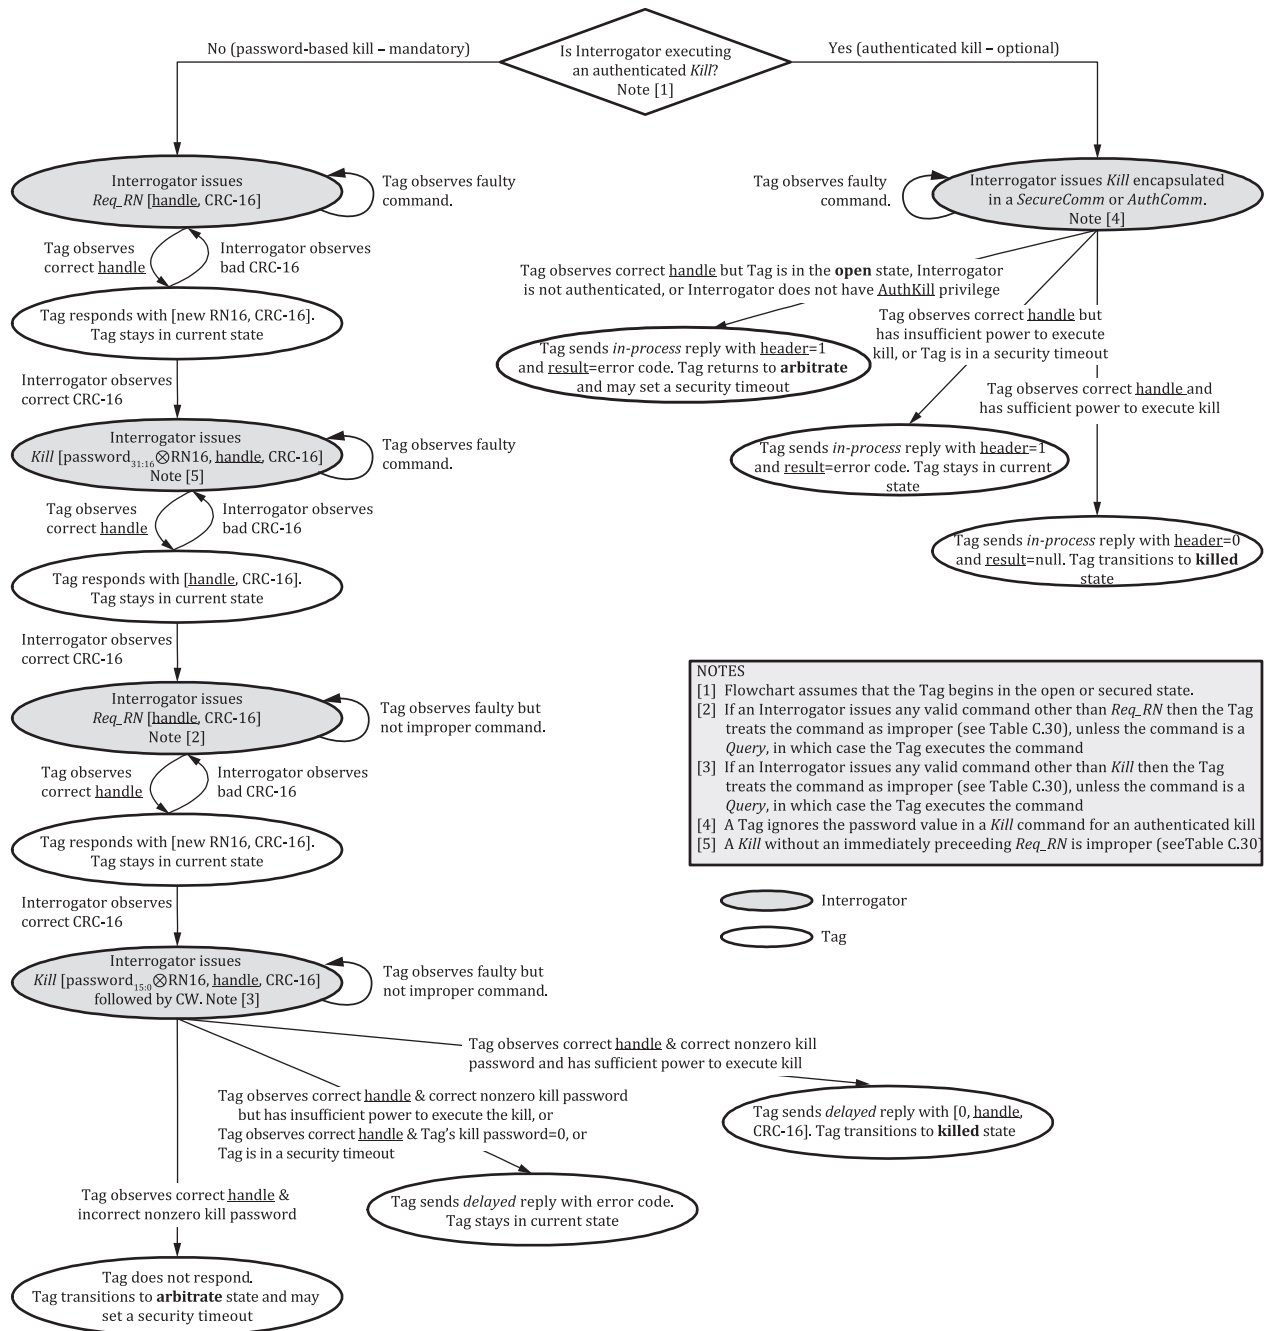 No (password-based kill – mandatory)
Is Interrogator executing
an authenticated Kill?
Note [1]
Yes (authenticated kill – optional)
Interrogator issues
Req_RN [handle, CRC-16]
Tag observes faulty
command.
Tag observes
correct handle
Interrogator observes
bad CRC-16
Tag responds with [new RN16, CRC-16].
Tag stays in current state
Interrogator observes
correct CRC-16
Interrogator issues
Kill [password31:16⊗RN16, handle, CRC-16]
Note [5]
Tag observes faulty
command.
Tag observes
correct handle
Interrogator observes
bad CRC-16
Tag responds with [handle, CRC-16].
Tag stays in current state
Interrogator observes
correct CRC-16
Interrogator issues
Req_RN [handle, CRC-16]
Note [2]
Tag observes faulty but
not improper command.
Tag observes
correct handle
Interrogator observes
bad CRC-16
Tag responds with [new RN16, CRC-16].
Tag stays in current state
Interrogator observes
correct CRC-16
Interrogator issues
Kill [password15:0⊗RN16, handle, CRC-16]
followed by CW. Note [3]
Tag observes faulty but
not improper command.
Tag observes correct handle & correct nonzero kill
password and has sufficient power to execute kill
Tag sends delayed reply with [0, handle,
CRC-16]. Tag transitions to killed state
Tag observes correct handle & correct nonzero kill password
but has insufficient power to execute the kill, or
Tag observes correct handle & Tag's kill password=0, or
Tag is in a security timeout
Tag sends delayed reply with error code.
Tag stays in current state
Tag observes correct handle &
incorrect nonzero kill password
Tag does not respond.
Tag transitions to arbitrate state and may
set a security timeout
Tag observes faulty
command.
Interrogator issues Kill encapsulated
in a SecureComm or AuthComm.
Note [4]
Tag observes correct handle but Tag is in the open state, Interrogator
is not authenticated, or Interrogator does not have AuthKill privilege
Tag sends in-process reply with header=1
and result=error code. Tag returns to arbitrate
and may set a security timeout
Tag observes correct handle but
has insufficient power to execute
kill, or Tag is in a security timeout
Tag sends in-process reply with header=1
and result=error code. Tag stays in current
state
Tag observes correct handle and
has sufficient power to execute kill
Tag sends in-process reply with header=0
and result=null. Tag transitions to killed
state
NOTES
[1] Flowchart assumes that the Tag begins in the open or secured state.
[2] If an Interrogator issues any valid command other than Req_RN then the Tag
treats the command as improper (see Table C.30), unless the command is a
Query, in which case the Tag executes the command
[3] If an Interrogator issues any valid command other than Kill then the Tag
treats the command as improper (see Table C.30), unless the command is a
Query, in which case the Tag executes the command
[4] A Tag ignores the password value in a Kill command for an authenticated kill
[5] A Kill without an immediately preceeding Req_RN is improper (seeTable C.30)
Interrogator
Tag